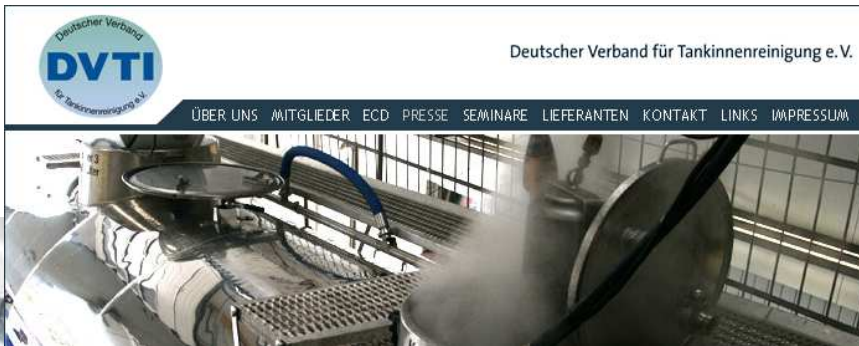 Deutscher Verband
DVTI
für Tankinnenreinigung e.V.
Deutscher Verband für Tankinnenreinigung e.V.
ÜBER UNS MITGLIEDER ECD PRESSE SEMINARE LIEFERANTEN KONTAKT LINKS IMPRESSUM